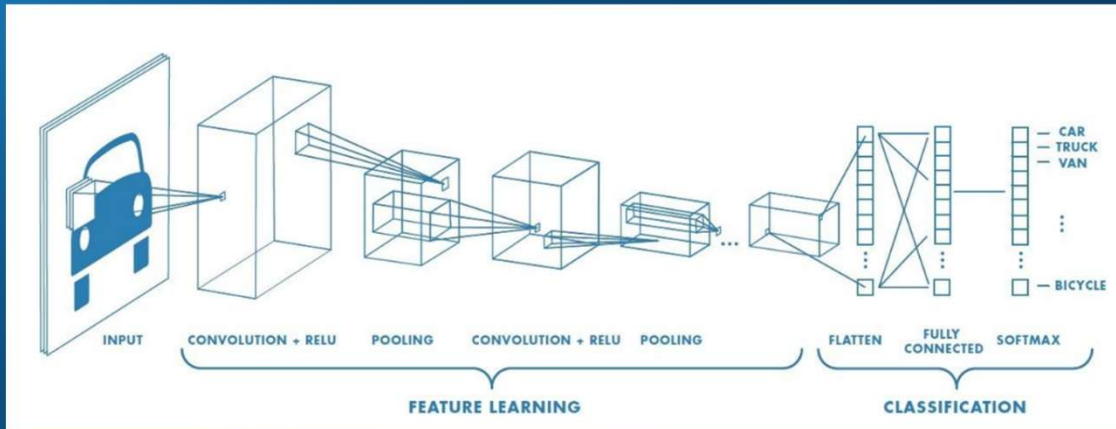 CAR
TRUCK
VAN
BICYCLE
INPUT
CONVOLUTION + RELU
POOLING
CONVOLUTION + RELU
POOLING
FLATTEN
FULLY
CONNECTED
SOFTMAX
FEATURE LEARNING
CLASSIFICATION